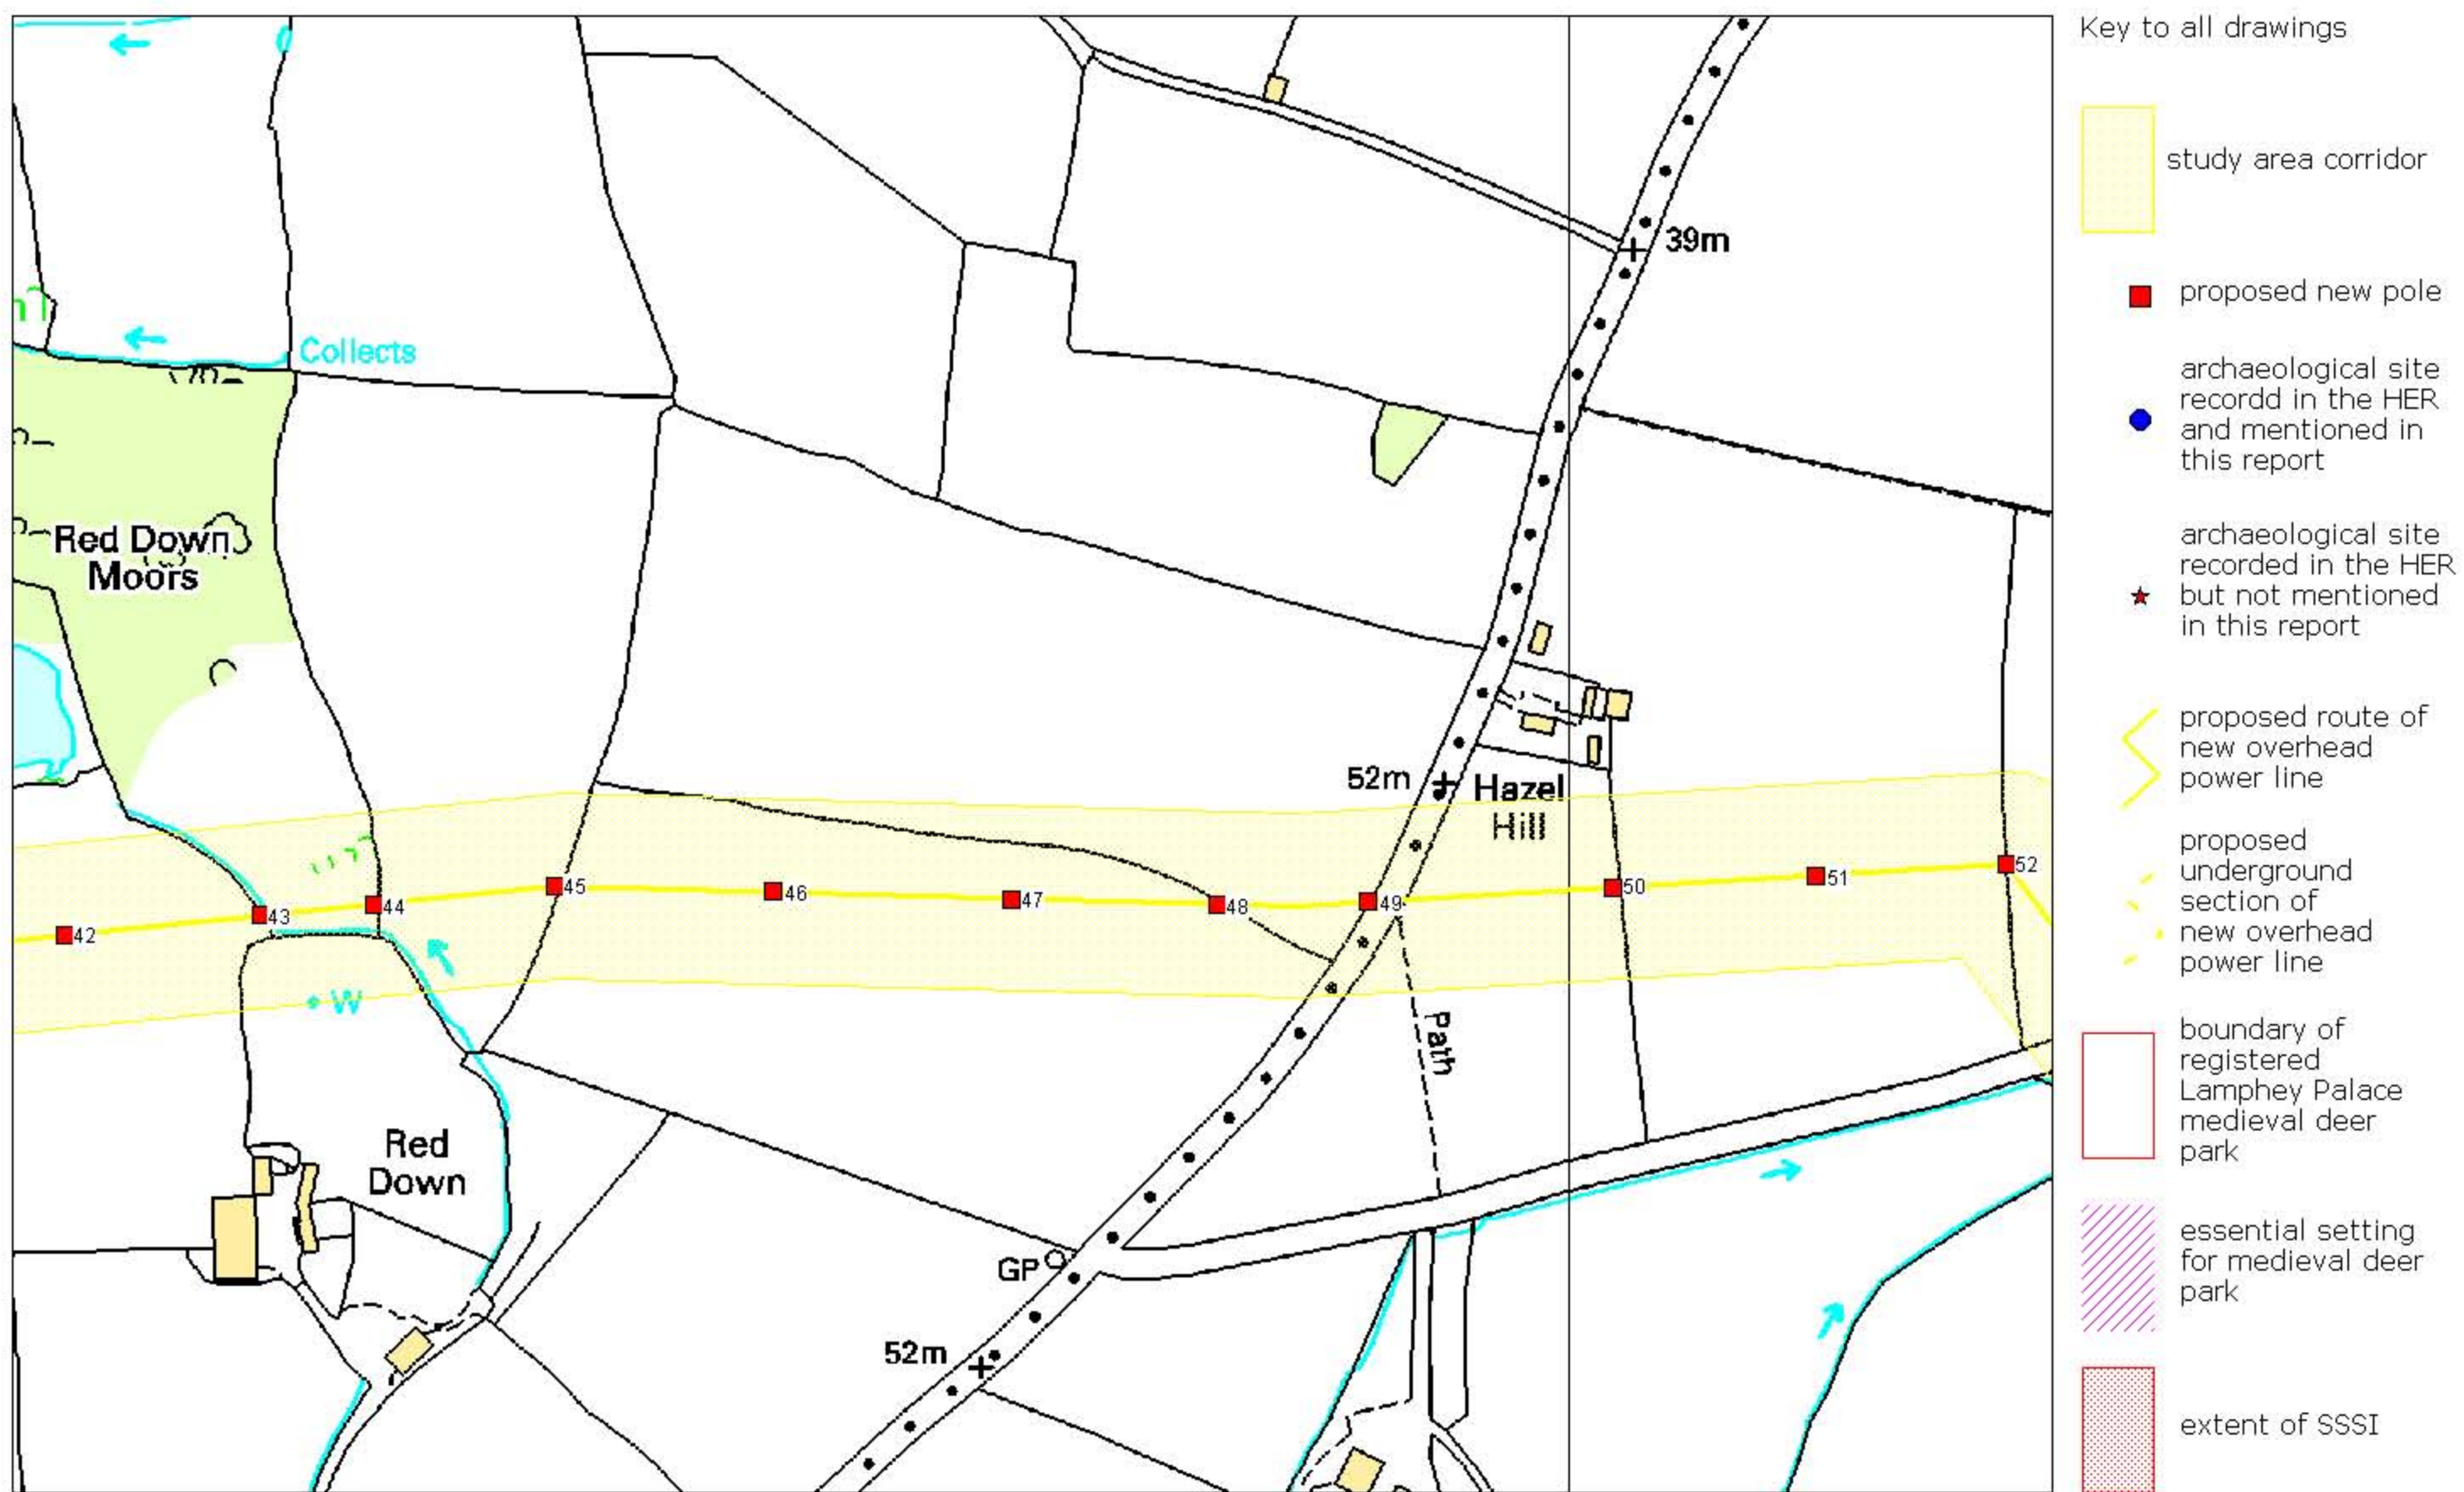 39m
Collects
Red Down
Moors
52m
Hazel
Hill
42
43
44
45
46
47
48
49
50
51
52
W
Path
Red
Down
GP
52m
Key to all drawings
study area corridor
proposed new pole
archaeological site
recordd in the HER
and mentioned in
this report
archaeological site
recorded in the HER
but not mentioned
in this report
proposed route of
new overhead
power line
proposed
underground
section of
new overhead
power line
boundary of
registered
Lamphey Palace
medieval deer
park
essential setting
for medieval deer
park
extent of SSSI